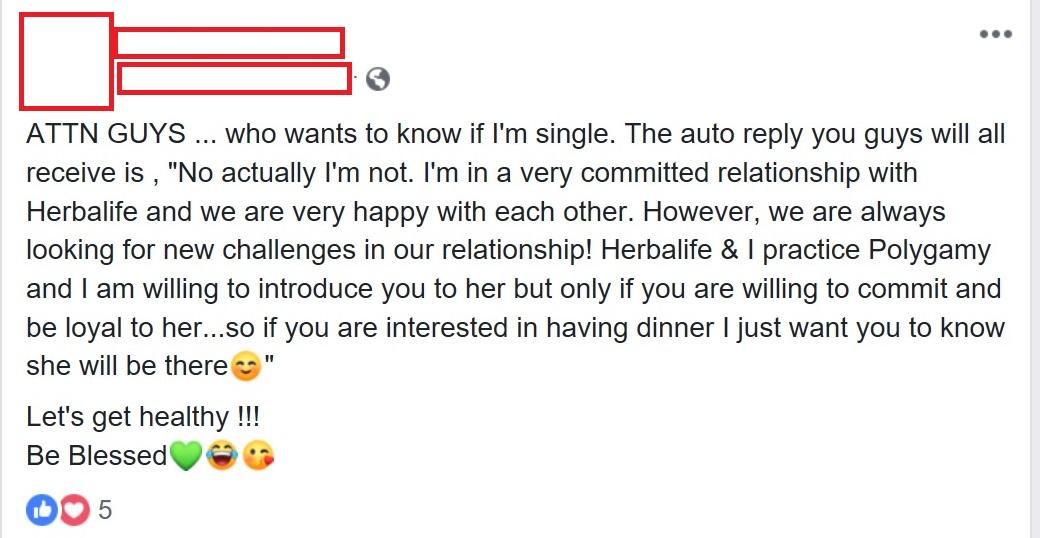 ATTN GUYS ... who wants to know if I'm single. The auto reply you guys will all
receive is , "No actually I'm not. I'm in a very committed relationship with
Herbalife and we are very happy with each other. However, we are always
looking for new challenges in our relationship! Herbalife & I practice Polygamy
and I am willing to introduce you to her but only if you are willing to commit and
be loyal to her...so if you are interested in having dinner I just want you to know
she will be there😊"
Let's get healthy !!!
Be Blessed💚😂😘
5